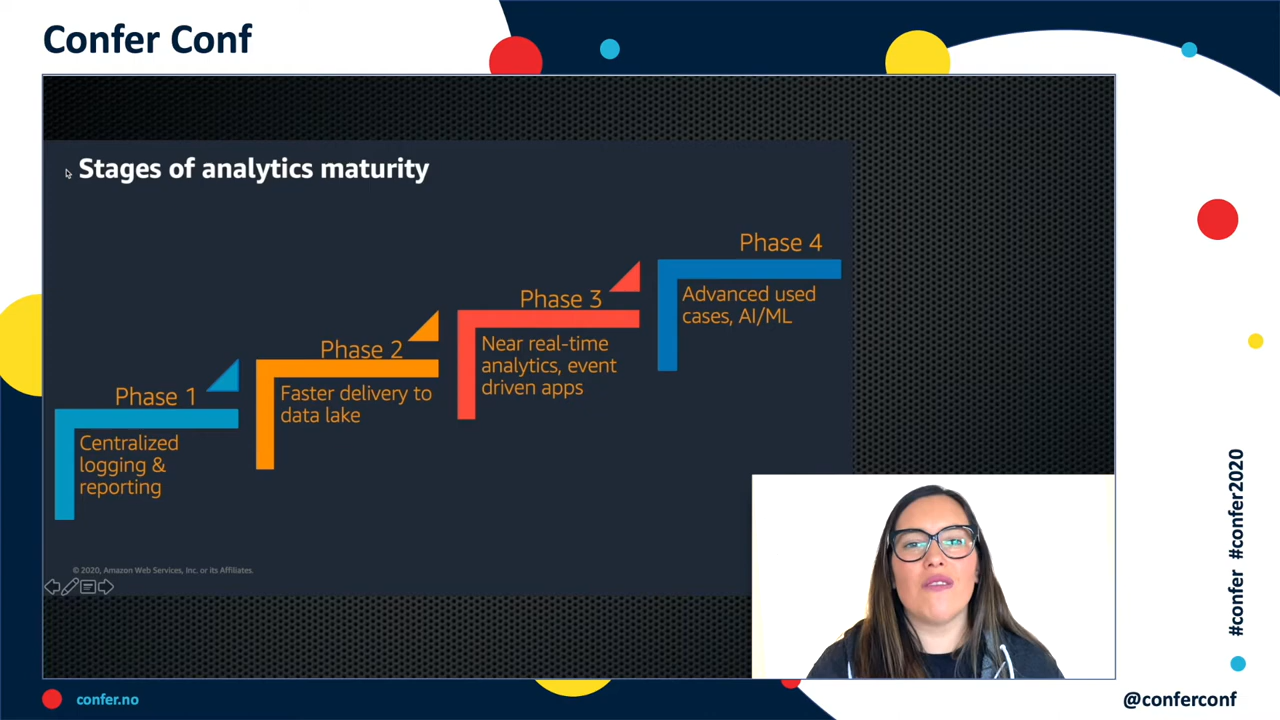 Confer Conf
Stages of analytics maturity
Phase 1
Centralized
logging &
reporting
Phase 2
Faster delivery to
data lake
Phase 3
Near real-time
analytics, event
driven apps
Phase 4
Advanced used
cases, AI/ML
© 2020, Amazon Web Services, Inc. or its Affiliates.
#confer #confer2020
confer.no
@conferconf